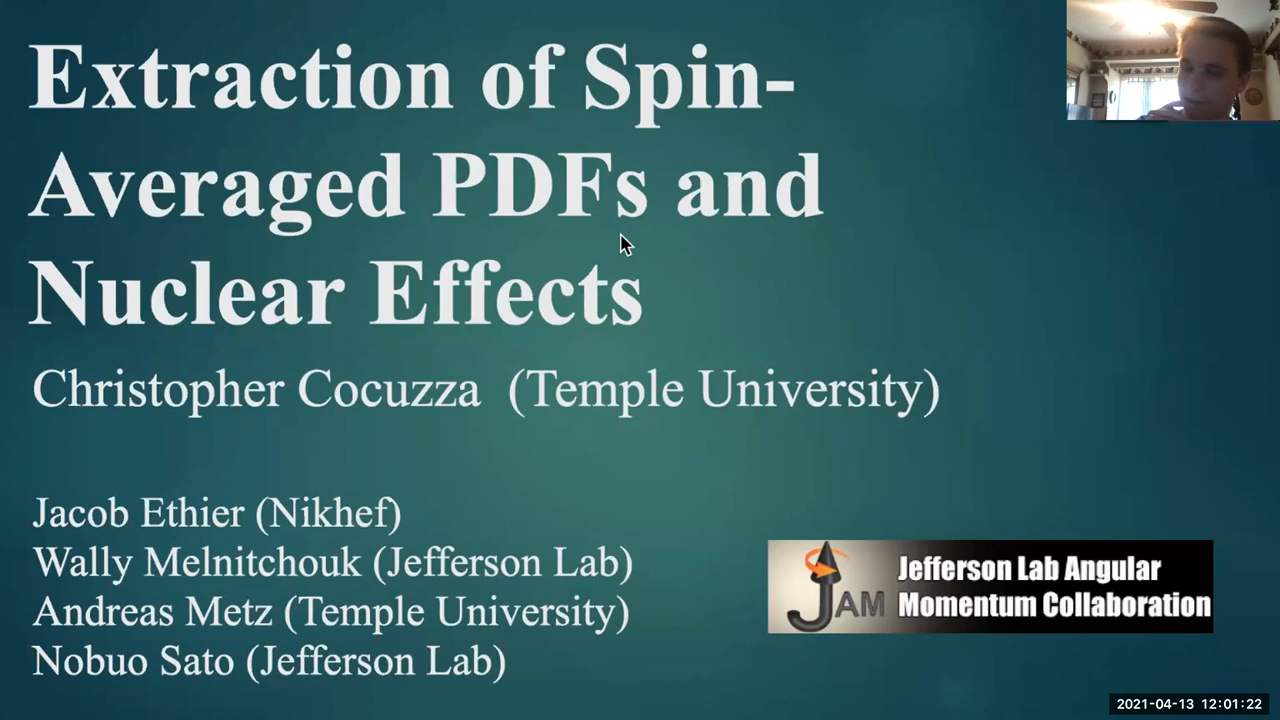 Extraction of Spin-
Averaged PDFs and
Nuclear Effects
Christopher Cocuzza (Temple University)
Jacob Ethier (Nikhef)
Wally Melnitchouk (Jefferson Lab)
Andreas Metz (Temple University)
Nobuo Sato (Jefferson Lab)
JAM
Jefferson Lab Angular
Momentum Collaboration
2021-04-13 12:01:22